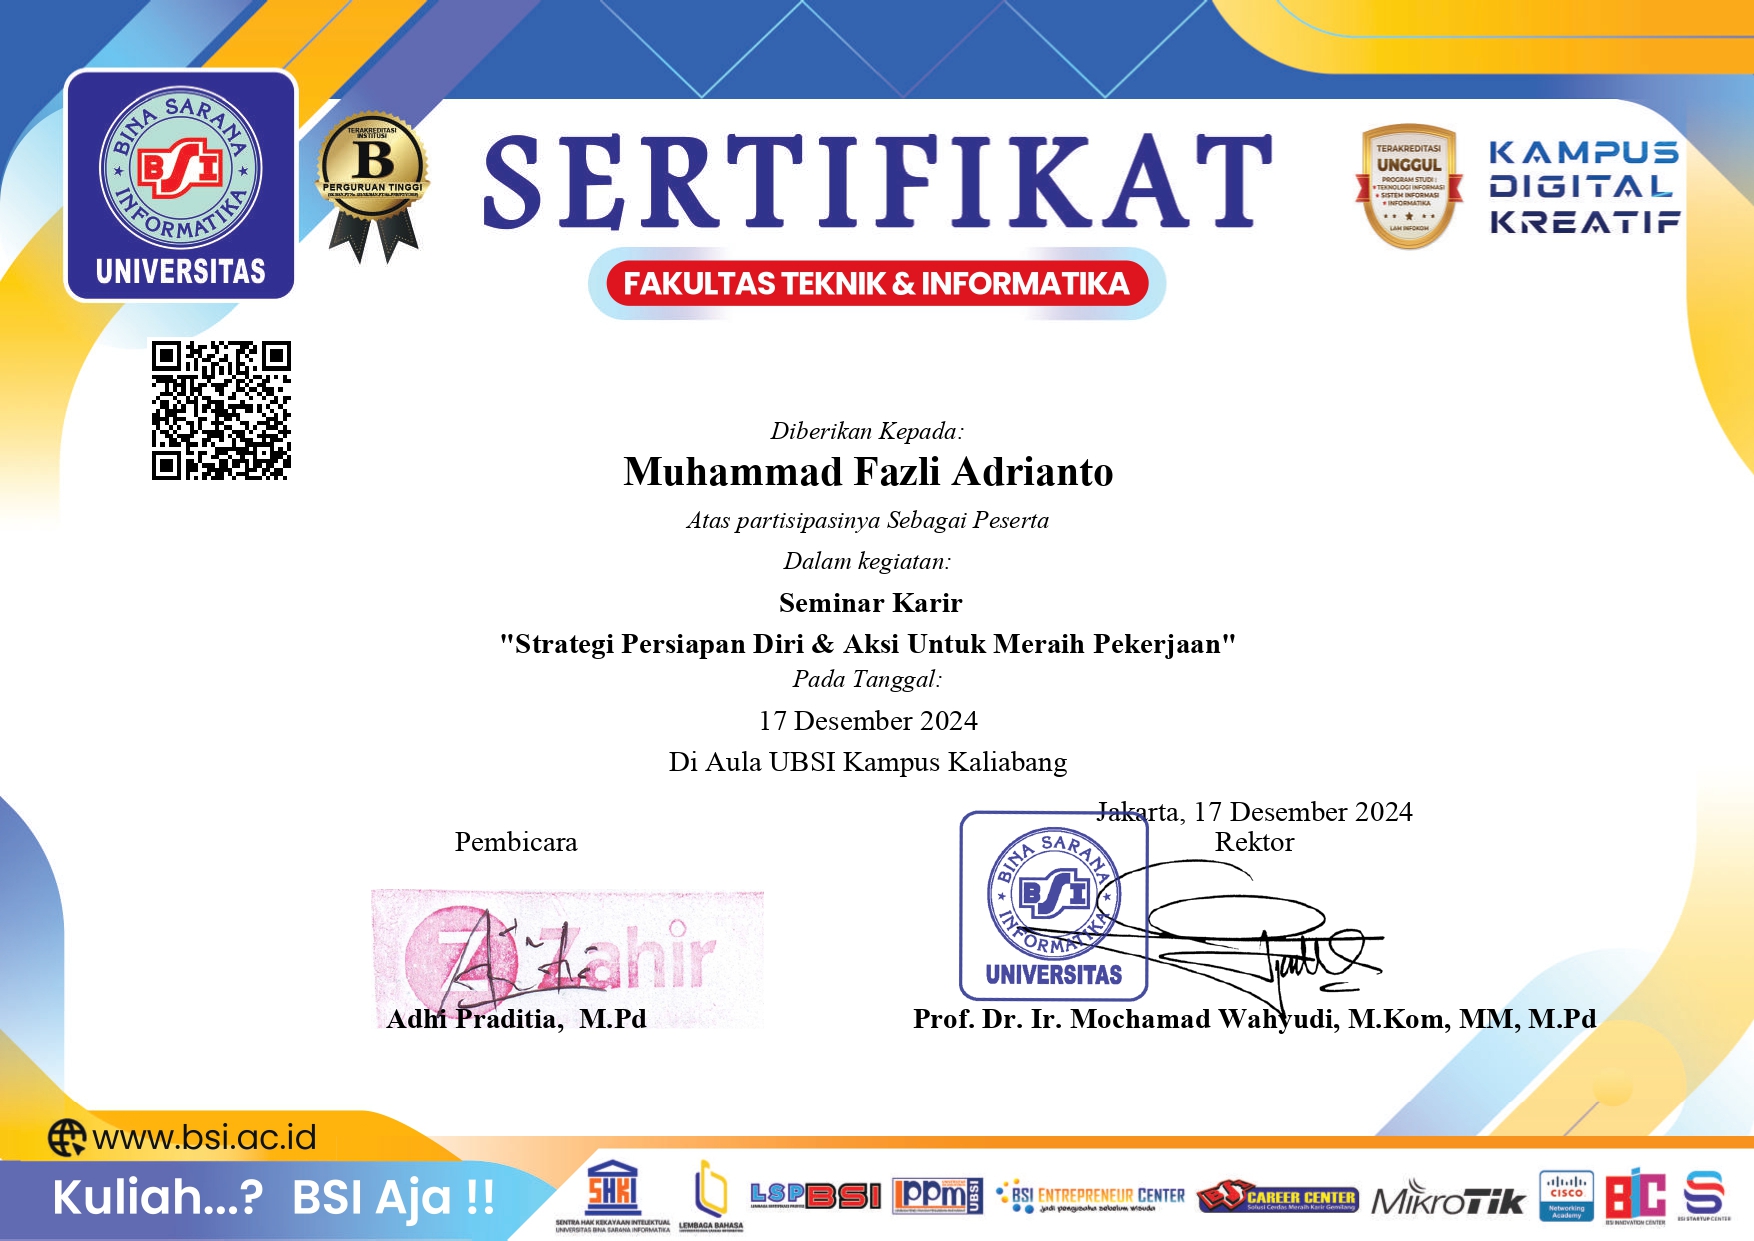 BINA SARANA
BSI
INFORMATIKA
UNIVERSITAS
TERAKREDITASI
INSTITUSI
B
PERGURUAN TINGGI
SERTIFIKAT
FAKULTAS TEKNIK & INFORMATIKA
TERAKREDITASI
UNGGUL
PROGRAM STUDI :
* TEKNOLOGI INFORMASI
* SISTEM INFORMASI
* INFORMATIKA
LAM INFOKOM
KAMPUS
DIGITAL
KREATIF
Diberikan Kepada:
Muhammad Fazli Adrianto
Atas partisipasinya Sebagai Peserta
Dalam kegiatan:
Seminar Karir
"Strategi Persiapan Diri & Aksi Untuk Meraih Pekerjaan"
Pada Tanggal:
17 Desember 2024
Di Aula UBSI Kampus Kaliabang
Jakarta, 17 Desember 2024
Pembicara
Rektor
Zahir
BINA SARANA
BSI
INFORMATIKA
UNIVERSITAS
Adhi Praditia, M.Pd
Prof. Dr. Ir. Mochamad Wahyudi, M.Kom, MM, M.Pd
www.bsi.ac.id
Kuliah...? BSI Aja !!
SHKI
SENTRA HAK KEKAYAAN INTELEKTUAL
UNIVERSITAS BINA SARANA INFORMATIKA
LEMBAGA BAHASA
LSPBSI
PPM UBSI
BSI ENTREPRENEUR CENTER
jadi pengusaha sebelum wisuda
BSI CAREER CENTER
Solusi Cerdas Meraih Karir Gemilang
MikroTik
CISCO
Networking
Academy
BIC
BSI INNOVATION CENTER
BSI STARTUP CENTER